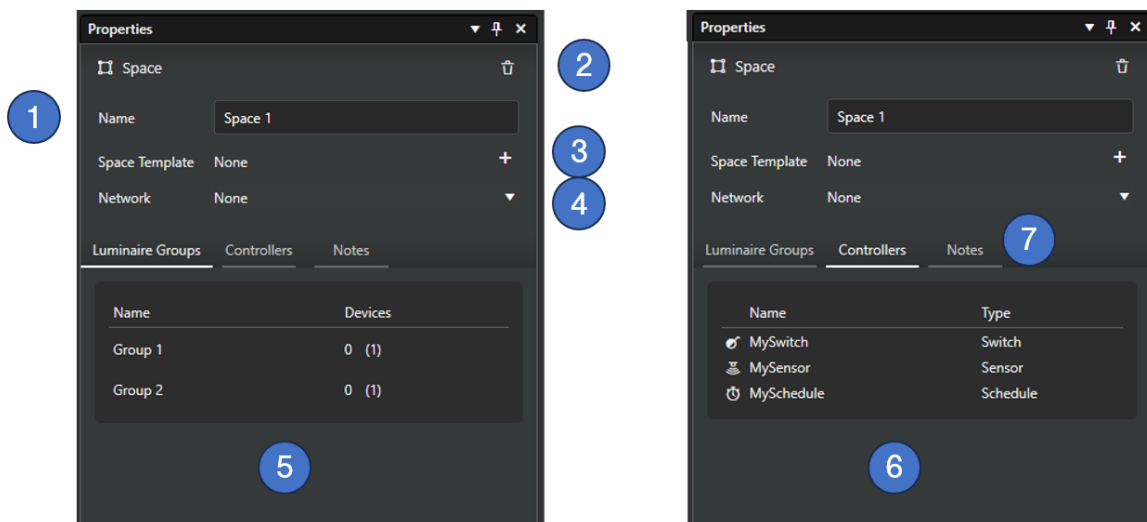 Properties
Space
2
1
Name Space 1
Space Template None +
3
Network None
4
Luminaire Groups Controllers Notes
Name Devices
Group 1 0 (1)
Group 2 0 (1)
5
Properties
Space
Name Space 1
Space Template None +
Network None
Luminaire Groups Controllers Notes
7
Name Type
MySwitch Switch
MySensor Sensor
MySchedule Schedule
6